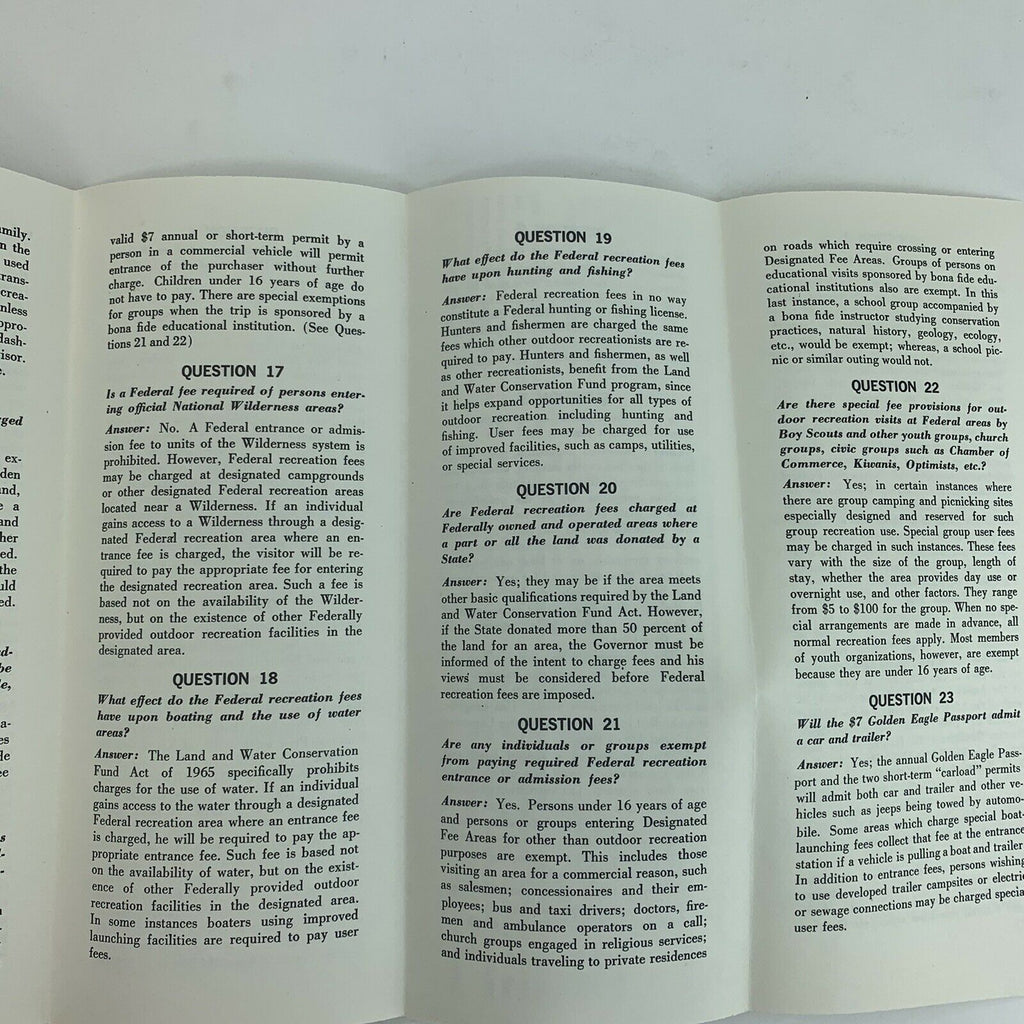 mily.
n the
used
rans-
crea-
nless
ppro-
dash-
isor.
ged
ex-
den
nd,
e a
and
her
ed.
the
uld
ed.
d-
be
le,
a-
es
de
ee
s
valid $7 annual or short-term permit by a
person in a commercial vehicle will permit
entrance of the purchaser without further
charge. Children under 16 years of age do
not have to pay. There are special exemptions
for groups when the trip is sponsored by a
bona fide educational institution. (See Ques-
tions 21 and 22)
QUESTION 17
Is a Federal fee required of persons enter-
ing official National Wilderness areas?
Answer: No. A Federal entrance or admis-
sion fee to units of the Wilderness system is
prohibited. However, Federal recreation fees
may be charged at designated campgrounds
or other designated Federal recreation areas
located near a Wilderness. If an individual
gains access to a Wilderness through a desig-
nated Federal recreation area where an en-
trance fee is charged, the visitor will be re-
quired to pay the appropriate fee for entering
the designated recreation area. Such a fee is
based not on the availability of the Wilder-
ness, but on the existence of other Federally
provided outdoor recreation facilities in the
designated area.
QUESTION 18
What effect do the Federal recreation fees
have upon boating and the use of water
areas?
Answer: The Land and Water Conservation
Fund Act of 1965 specifically prohibits
charges for the use of water. If an individual
gains access to the water through a designated
Federal recreation area where an entrance fee
is charged, he will be required to pay the ap-
propriate entrance fee. Such fee is based not
on the availability of water, but on the exist-
ence of other Federally provided outdoor
recreation facilities in the designated area.
In some instances boaters using improved
launching facilities are required to pay user
fees.
QUESTION 19
What effect do the Federal recreation fees
have upon hunting and fishing?
Answer: Federal recreation fees in no way
constitute a Federal hunting or fishing license.
Hunters and fishermen are charged the same
fees which other outdoor recreationists are re-
quired to pay. Hunters and fishermen, as well
as other recreationists, benefit from the Land
and Water Conservation Fund program, since
it helps expand opportunities for all types of
outdoor recreation including hunting and
fishing. User fees may be charged for use
of improved facilities, such as camps, utilities,
or special services.
QUESTION 20
Are Federal recreation fees charged at
Federally owned and operated areas where
a part or all the land was donated by a
State?
Answer: Yes; they may be if the area meets
other basic qualifications required by the Land
and Water Conservation Fund Act. However,
if the State donated more than 50 percent of
the land for an area, the Governor must be
informed of the intent to charge fees and his
views must be considered before Federal
recreation fees are imposed.
QUESTION 21
Are any individuals or groups exempt
from paying required Federal recreation
entrance or admission fees?
Answer: Yes. Persons under 16 years of age
and persons or groups entering Designated
Fee Areas for other than outdoor recreation
purposes are exempt. This includes those
visiting an area for a commercial reason, such
as salesmen; concessionaires and their em-
ployees; bus and taxi drivers; doctors, fire-
men and ambulance operators on a call;
church groups engaged in religious services;
and individuals traveling to private residences
on roads which require crossing or entering
Designated Fee Areas. Groups of persons on
educational visits sponsored by bona fide edu-
cational institutions also are exempt. In this
last instance, a school group accompanied by
a bona fide instructor studying conservation
practices, natural history, geology, ecology,
etc., would be exempt; whereas, a school pic-
nic or similar outing would not.
QUESTION 22
Are there special fee provisions for out-
door recreation visits at Federal areas by
Boy Scouts and other youth groups, church
groups, civic groups such as Chamber of
Commerce, Kiwanis, Optimists, etc.?
Answer: Yes; in certain instances where
there are group camping and picnicking sites
especially designed and reserved for such
group recreation use. Special group user fees
may be charged in such instances. These fees
vary with the size of the group, length of
stay, whether the area provides day use or
overnight use, and other factors. They range
from $5 to $100 for the group. When no spe-
cial arrangements are made in advance, all
normal recreation fees apply. Most members
of youth organizations, however, are exempt
because they are under 16 years of age.
QUESTION 23
Will the $7 Golden Eagle Passport admit
a car and trailer?
Answer: Yes; the annual Golden Eagle Pass-
port and the two short-term "carload" permits
will admit both car and trailer and other ve-
hicles such as jeeps being towed by automo-
bile. Some areas which charge special boat-
launching fees collect that fee at the entrance
station if a vehicle is pulling a boat and trailer.
In addition to entrance fees, persons wishing
to use developed trailer campsites or electric
or sewage connections may be charged special
user fees.